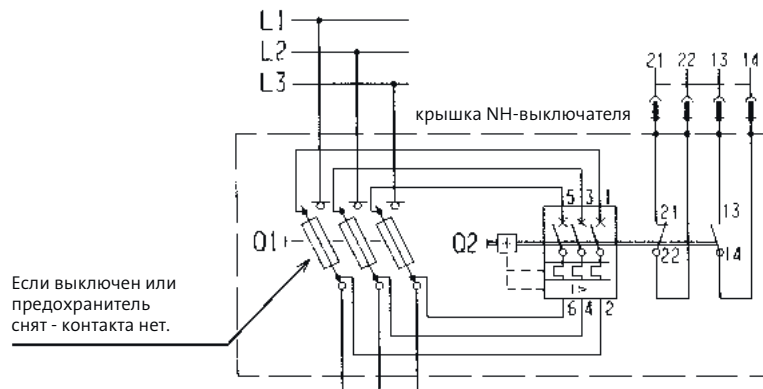 L1
L2
L3
21 22 13 14
крышка NH-выключателя
5 3 1
21 13
Q1
Q2
22 14
I>
6 4 2
Если выключен или
предохранитель
снят - контакта нет.